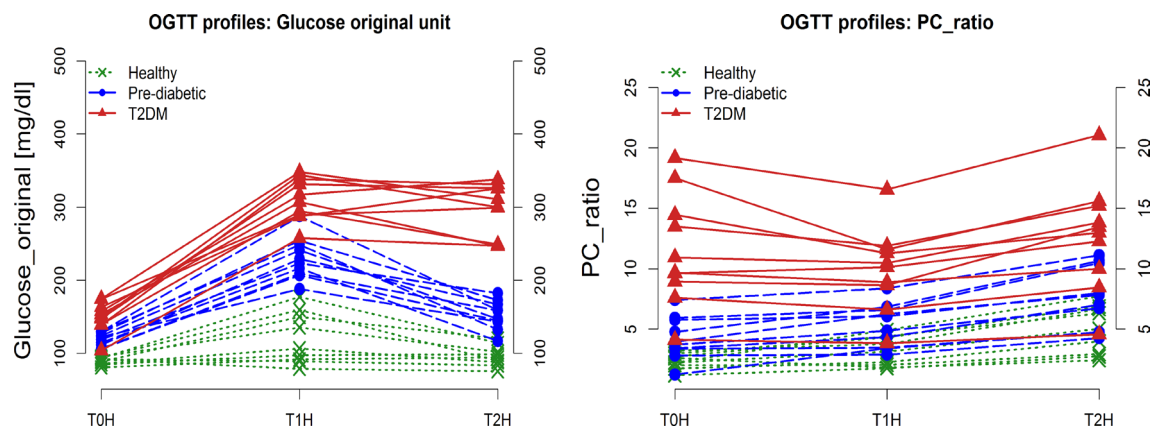 OGTT profiles: Glucose original unit
Glucose_original [mg/dl]
500
400
300
200
100
Healthy
Pre-diabetic
T2DM
500
400
300
200
100
T0H T1H T2H
OGTT profiles: PC_ratio
PC_ratio
25
20
15
10
5
Healthy
Pre-diabetic
T2DM
25
20
15
10
5
T0H T1H T2H